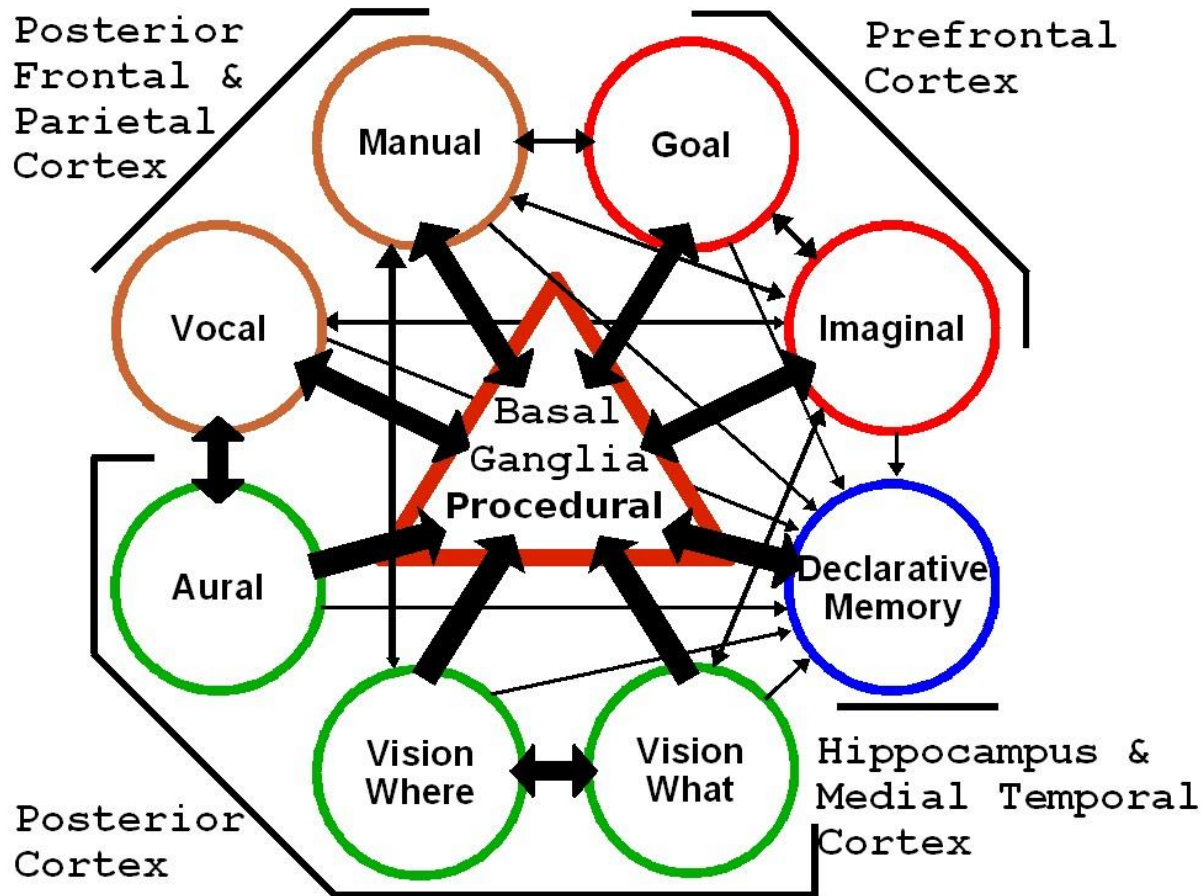 Posterior
Frontal &
Parietal
Cortex
Prefrontal
Cortex
Manual
Goal
Vocal
Imaginal
Basal
Ganglia
Procedural
Aural
Declarative
Memory
Vision
Where
Vision
What
Hippocampus &
Medial Temporal
Cortex
Posterior
Cortex